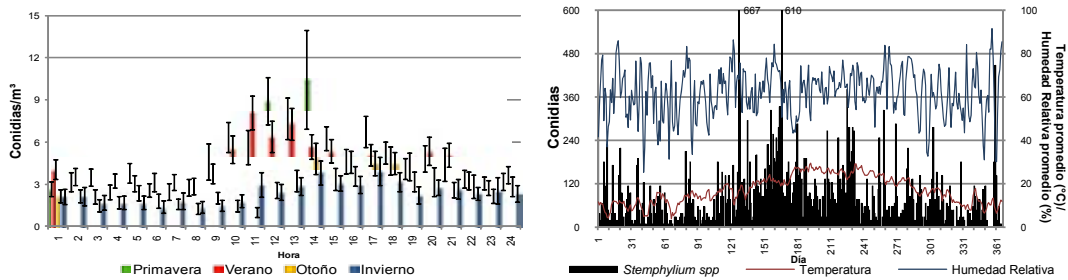 15
12
9
6
3
0
Conidias/m³
1 2 3 4 5 6 7 8 9 10 11 12 13 14 15 16 17 18 19 20 21 22 23 24
Hora
Primavera Verano Otoño Invierno
600
480
360
240
120
0
Conidias
667 610
100
80
60
40
20
0
Temperatura promedio (°C)/
Humedad Relativa promedio (%)
1 31 61 91 121 151 181 211 241 271 301 331 361
Día
Stemphylium spp Temperatura Humedad Relativa